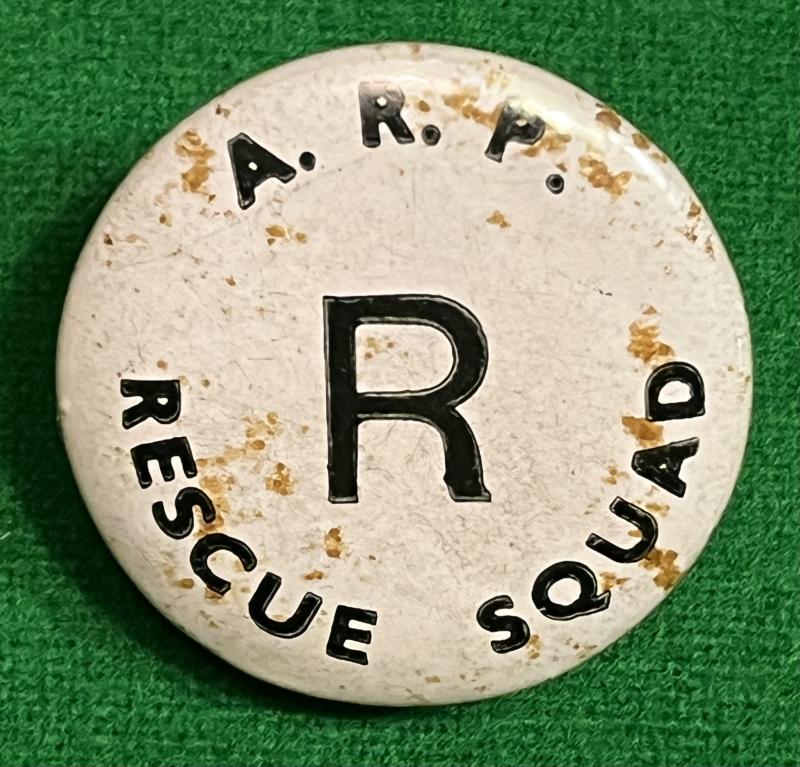 A. R. P.
R
RESCUE SQUAD